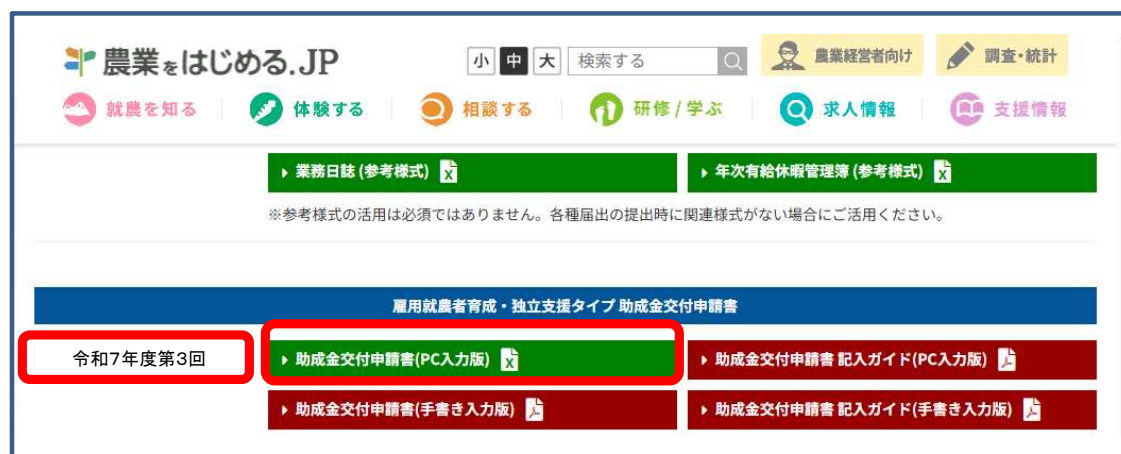 農業をはじめる.JP
小 中 大 検索する 農業経営者向け 調査・統計
就農を知る 体験する 相談する 研修/学ぶ 求人情報 支援情報
業務日誌(参考様式) 年次有給休暇管理簿(参考様式)
※参考様式の活用は必須ではありません。各種届出の提出時に関連様式がない場合にご活用ください。
雇用就農者育成・独立支援タイプ 助成金交付申請書
令和7年度第3回 助成金交付申請書(PC入力版) 助成金交付申請書 記入ガイド(PC入力版)
助成金交付申請書(手書き入力版) 助成金交付申請書 記入ガイド(手書き入力版)